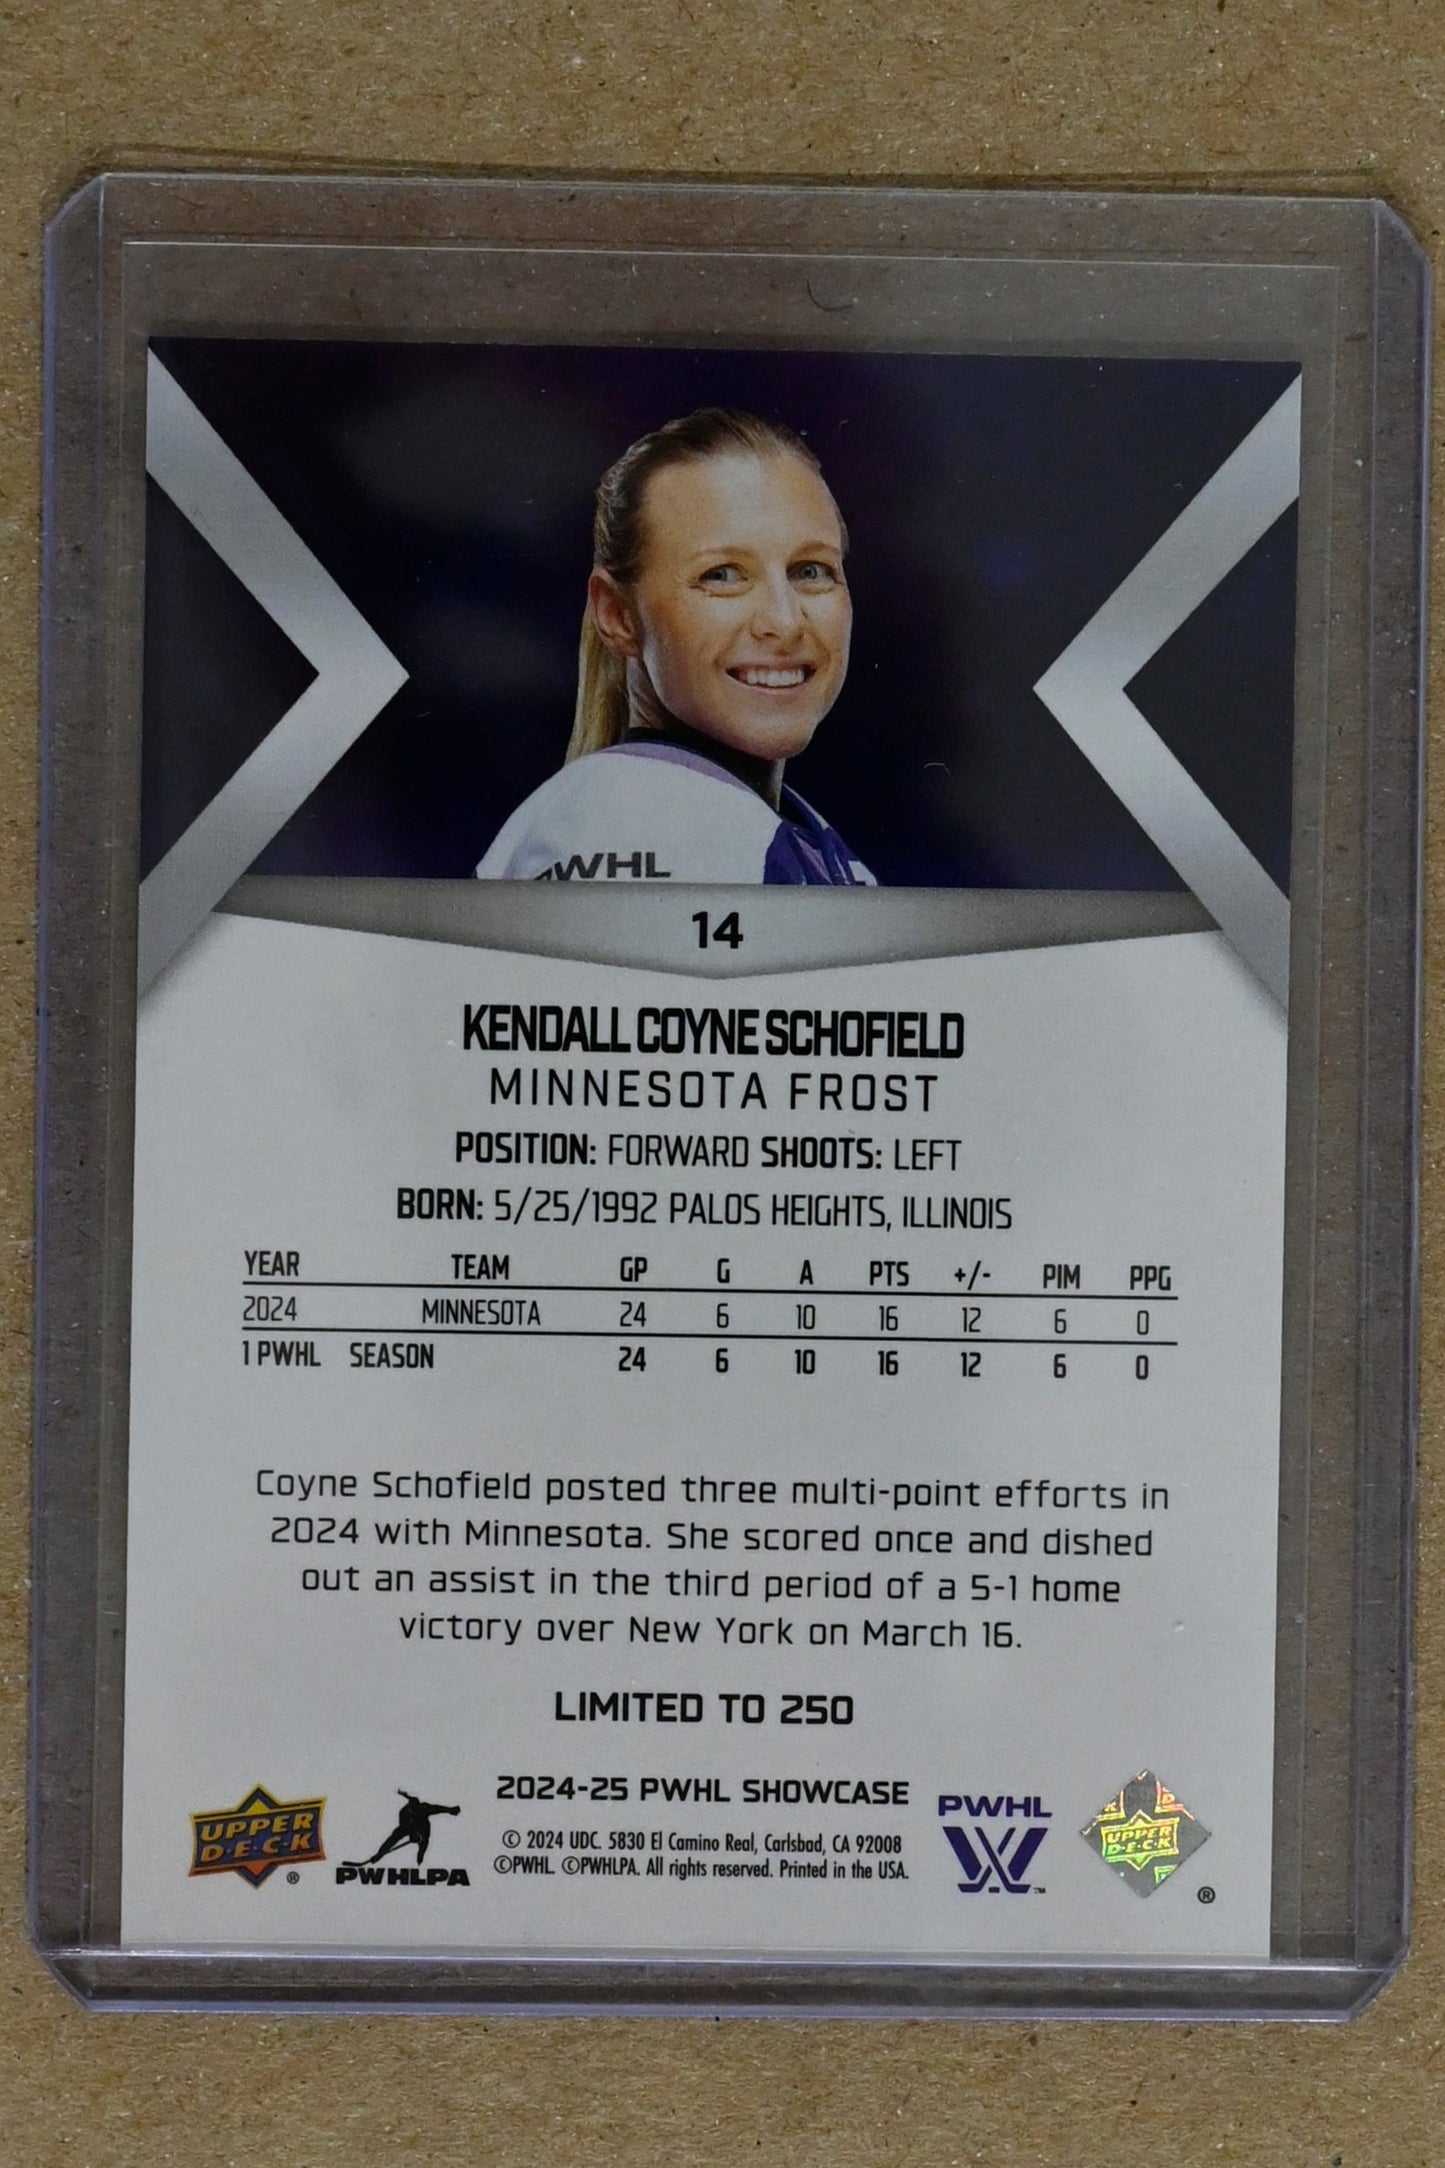 WHL
14
KENDALL COYNE SCHOFIELD
MINNESOTA FROST
POSITION: FORWARD SHOOTS: LEFT
BORN: 5/25/1992 PALOS HEIGHTS, ILLINOIS
YEAR TEAM GP G A PTS +/- PIM PPG
2024 MINNESOTA 24 6 10 16 12 6 0
1 PWHL SEASON 24 6 10 16 12 6 0
Coyne Schofield posted three multi-point efforts in
2024 with Minnesota. She scored once and dished
out an assist in the third period of a 5-1 home
victory over New York on March 16.
LIMITED TO 250
UPPER
D·E·C·K
®
PWHLPA
2024-25 PWHL SHOWCASE
© 2024 UDC. 5830 El Camino Real, Carlsbad, CA 92008
©PWHL. ©PWHLPA. All rights reserved. Printed in the USA.
PWHL
™
UPPER
D·E·C·K
®